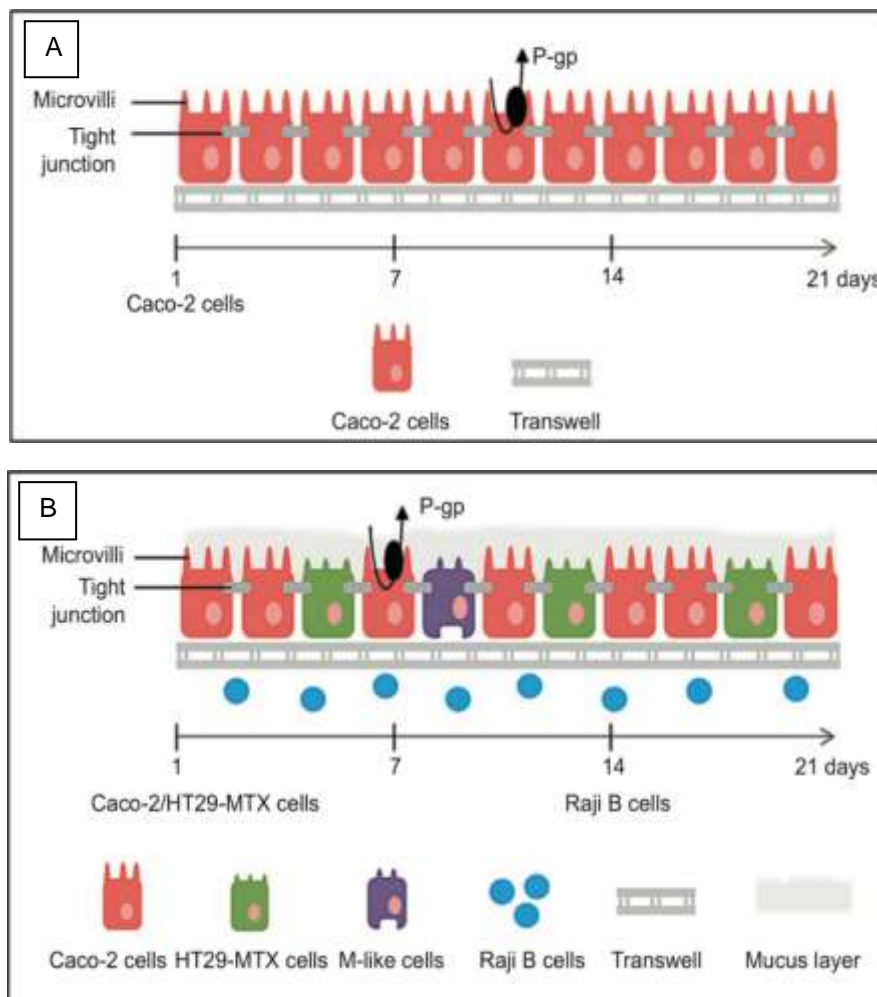 A
P-gp
Microvilli
Tight
junction
1 7 14 21 days
Caco-2 cells
Caco-2 cells Transwell
B
P-gp
Microvilli
Tight
junction
1 7 14 21 days
Caco-2/HT29-MTX cells Raji B cells
Caco-2 cells HT29-MTX cells M-like cells Raji B cells Transwell Mucus layer